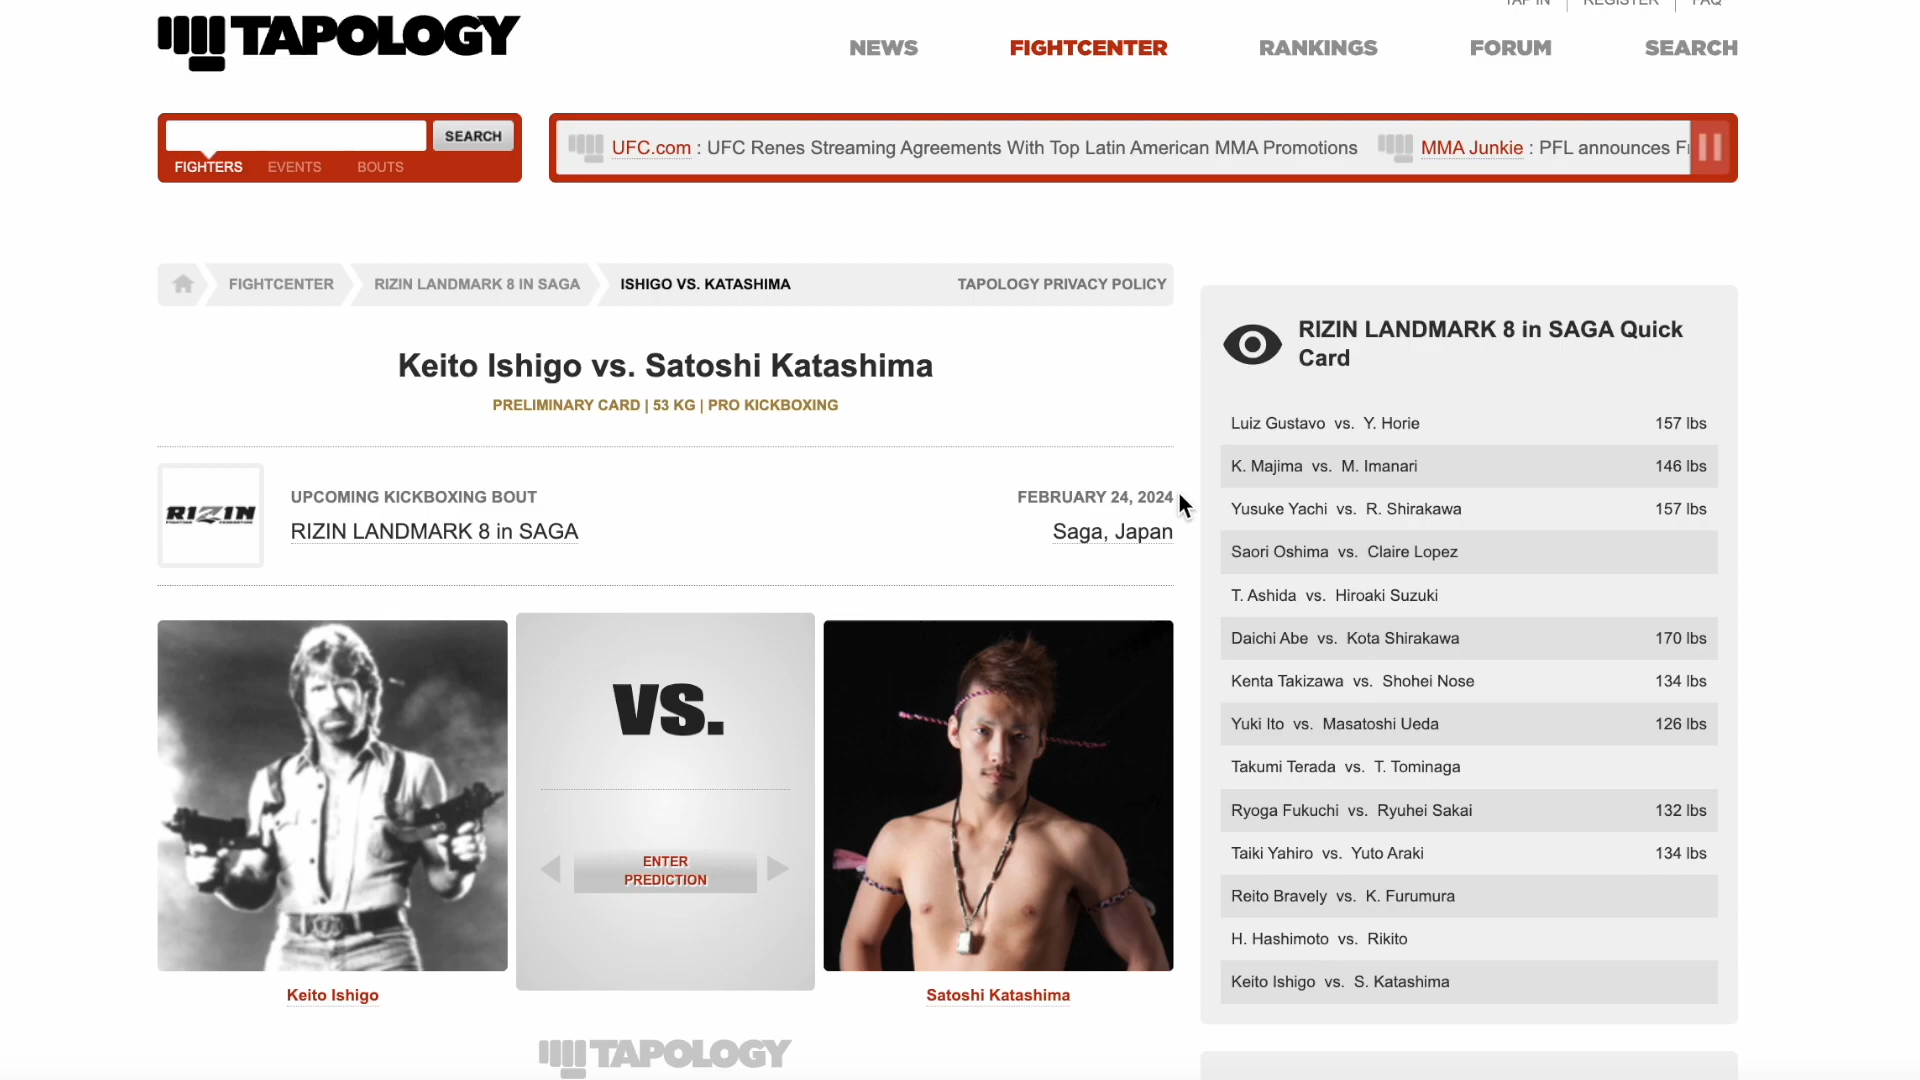 TAP IN REGISTER FAQ
TAPOLOGY
NEWS FIGHTCENTER RANKINGS FORUM SEARCH
SEARCH
FIGHTERS EVENTS BOUTS
UFC.com : UFC Renes Streaming Agreements With Top Latin American MMA Promotions MMA Junkie : PFL announces
FIGHTCENTER RIZIN LANDMARK 8 IN SAGA ISHIGO VS. KATASHIMA TAPOLOGY PRIVACY POLICY
Keito Ishigo vs. Satoshi Katashima
PRELIMINARY CARD | 53 KG | PRO KICKBOXING
RIZIN
UPCOMING KICKBOXING BOUT
RIZIN LANDMARK 8 in SAGA
FEBRUARY 24, 2024
Saga, Japan
VS.
ENTER
PREDICTION
Keito Ishigo
Satoshi Katashima
TAPOLOGY
RIZIN LANDMARK 8 in SAGA Quick
Card
Luiz Gustavo vs. Y. Horie 157 lbs
K. Majima vs. M. Imanari 146 lbs
Yusuke Yachi vs. R. Shirakawa 157 lbs
Saori Oshima vs. Claire Lopez
T. Ashida vs. Hiroaki Suzuki
Daichi Abe vs. Kota Shirakawa 170 lbs
Kenta Takizawa vs. Shohei Nose 134 lbs
Yuki Ito vs. Masatoshi Ueda 126 lbs
Takumi Terada vs. T. Tominaga
Ryoga Fukuchi vs. Ryuhei Sakai 132 lbs
Taiki Yahiro vs. Yuto Araki 134 lbs
Reito Bravely vs. K. Furumura
H. Hashimoto vs. Rikito
Keito Ishigo vs. S. Katashima